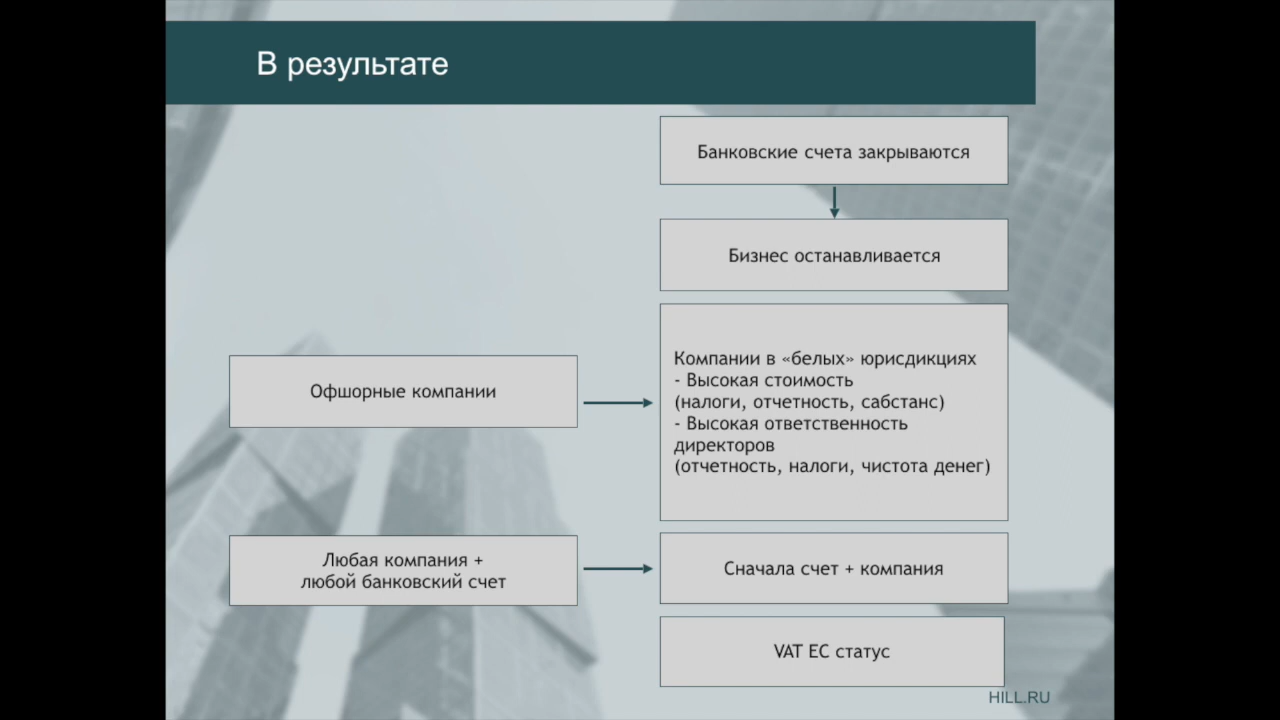 В результате
Банковские счета закрываются
Бизнес останавливается
Офшорные компании
Компании в «белых» юрисдикциях
- Высокая стоимость
(налоги, отчетность, сабстанс)
- Высокая ответственность
директоров
(отчетность, налоги, чистота денег)
Любая компания +
любой банковский счет
Сначала счет + компания
VAT ЕС статус
HILL.RU